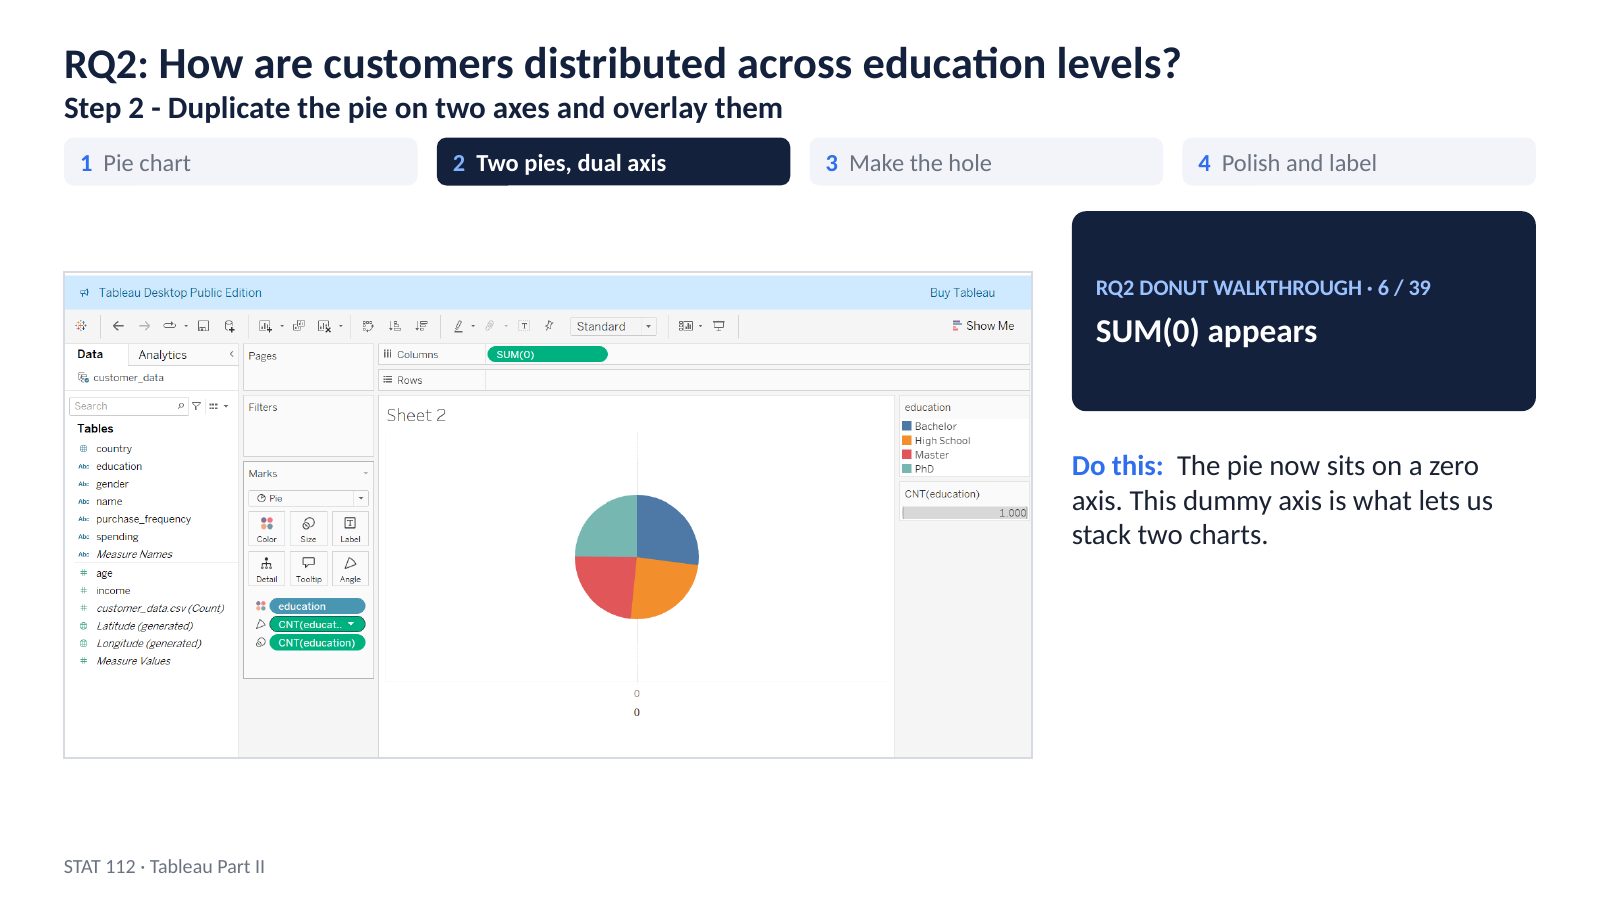 RQ2: How are customers distributed across education levels?
Step 2 - Duplicate the pie on two axes and overlay them
1 Pie chart
2 Two pies, dual axis
3 Make the hole
4 Polish and label
Tableau Desktop Public Edition
Buy Tableau
Standard
Show Me
Data
Analytics
customer_data
Search
Tables
country
Abc education
Abc gender
Abc name
Abc purchase_frequency
Abc spending
Abc Measure Names
# age
# income
# customer_data.csv (Count)
Latitude (generated)
Longitude (generated)
# Measure Values
Pages
Filters
Marks
Pie
Color
Size
Label
Detail
Tooltip
Angle
education
CNT(educat..
CNT(education)
Columns
SUM(0)
Rows
Sheet 2
0
0
education
Bachelor
High School
Master
PhD
CNT(education)
1.000
RQ2 DONUT WALKTHROUGH · 6 / 39
SUM(0) appears
Do this: The pie now sits on a zero
axis. This dummy axis is what lets us
stack two charts.
STAT 112 · Tableau Part II